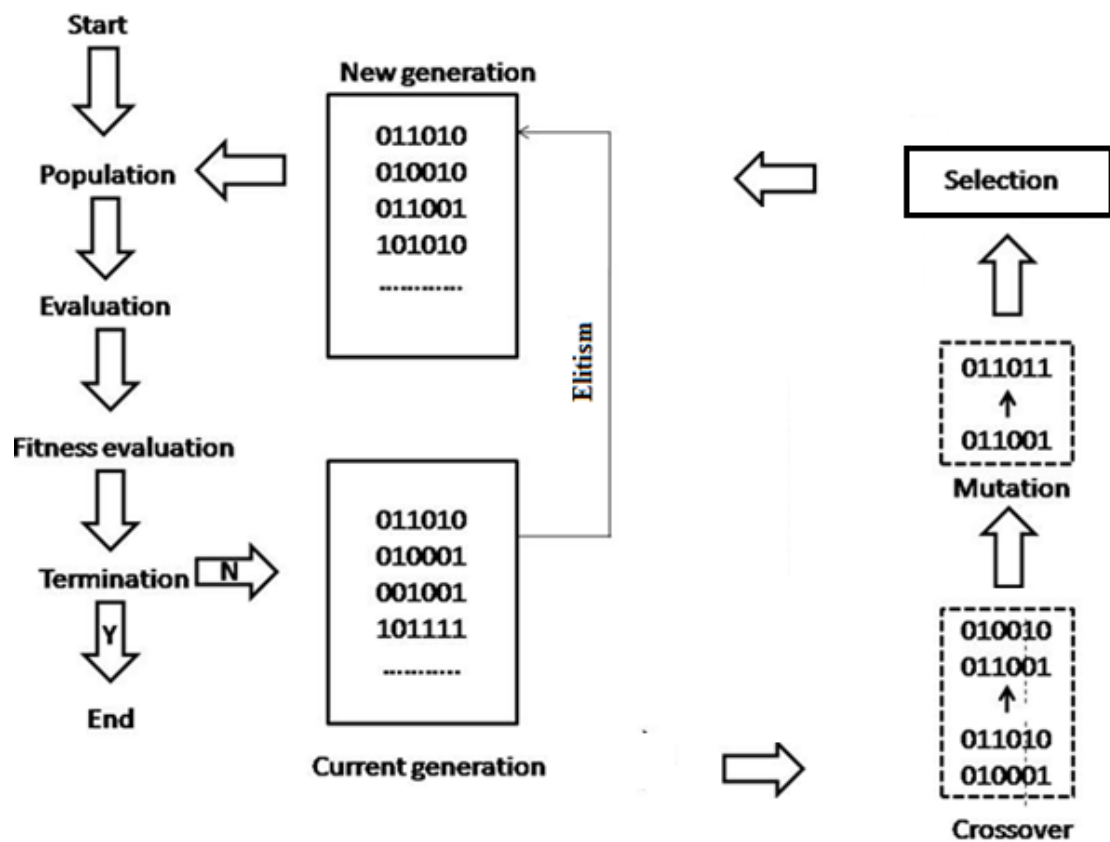 Start
Population
Evaluation
Fitness evaluation
Termination
N
Y
End
New generation
011010
010010
011001
101010
............
Elitism
011010
010001
001001
101111
...........
Current generation
Selection
011011
011001
Mutation
010010
011001
011010
010001
Crossover